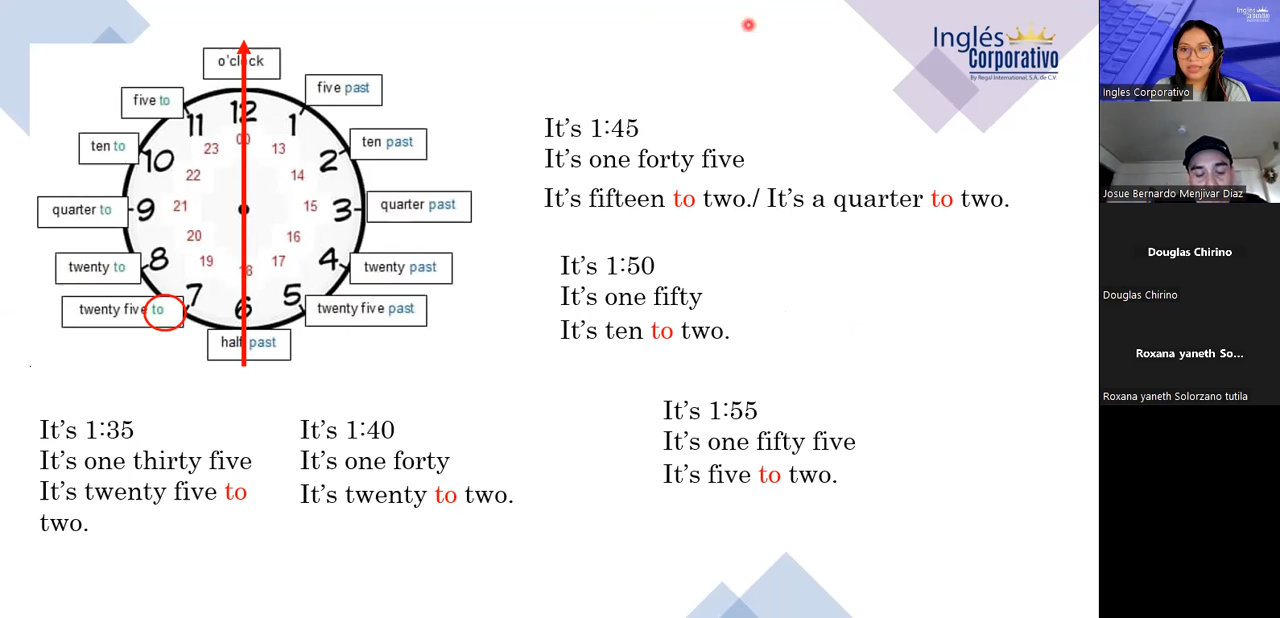 o'clock
five to
five past
ten to
ten past
quarter to
quarter past
twenty to
twenty past
twenty five to
twenty five past
half past
12
11
1
10
2
9
3
8
4
7
5
6
00
23
13
22
14
21
15
20
16
19
17
18
It's 1:35
It's one thirty five
It's twenty five to
two.
It's 1:40
It's one forty
It's twenty to two.
Inglés
Corporativo
By Regal International, S.A. de C.V.
It's 1:45
It's one forty five
It's fifteen to two./ It's a quarter to two.
It's 1:50
It's one fifty
It's ten to two.
It's 1:55
It's one fifty five
It's five to two.
Ingles Corporativo
Josue Bernardo Menjivar Diaz
Douglas Chirino
Douglas Chirino
Roxana yaneth So...
Roxana yaneth Solorzano tutila